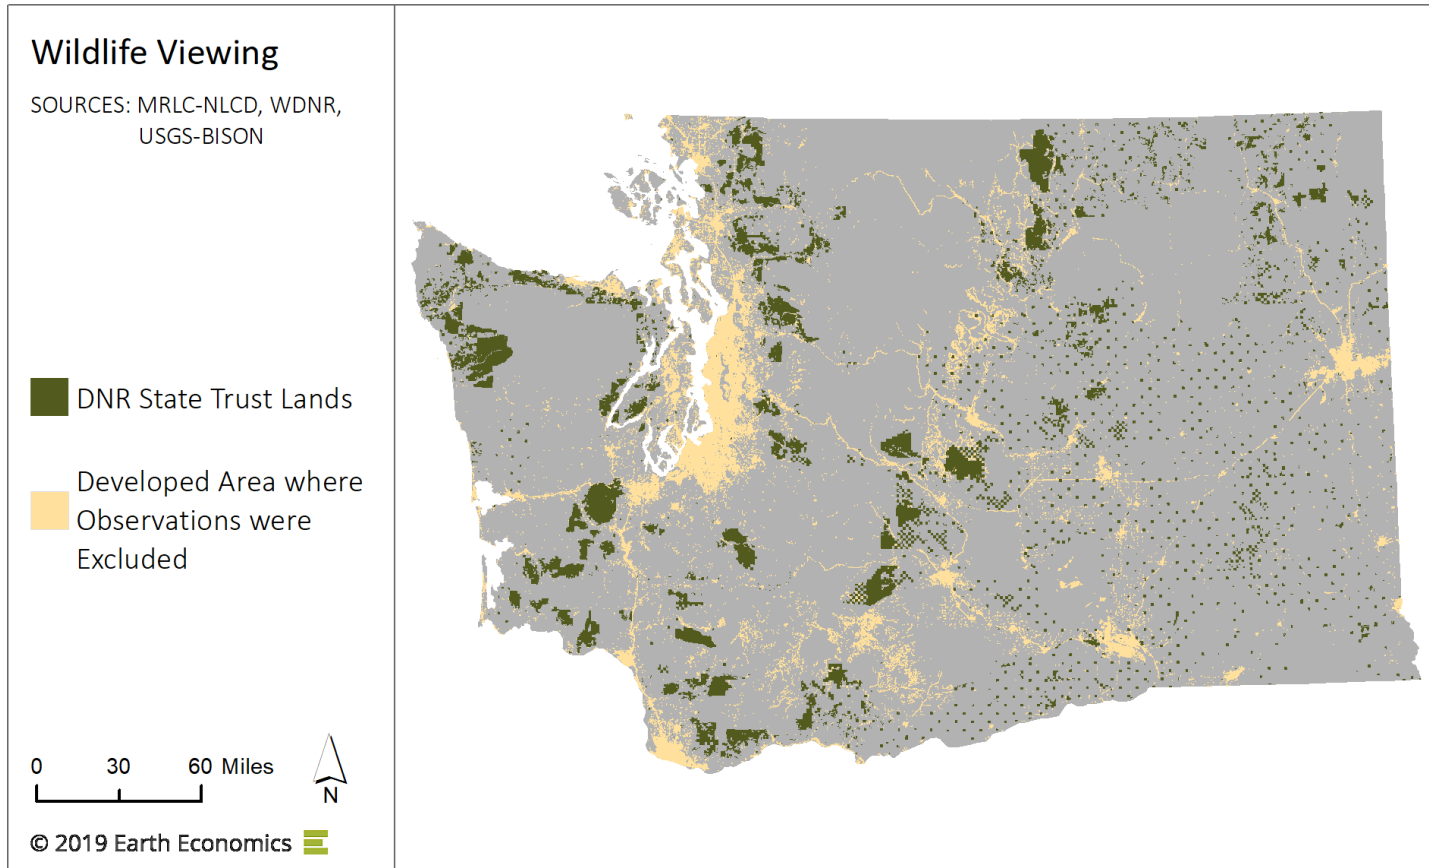 Wildlife Viewing
SOURCES: MRLC-NLCD, WDNR,
USGS-BISON
DNR State Trust Lands
Developed Area where
Observations were
Excluded
0 30 60 Miles
N
© 2019 Earth Economics